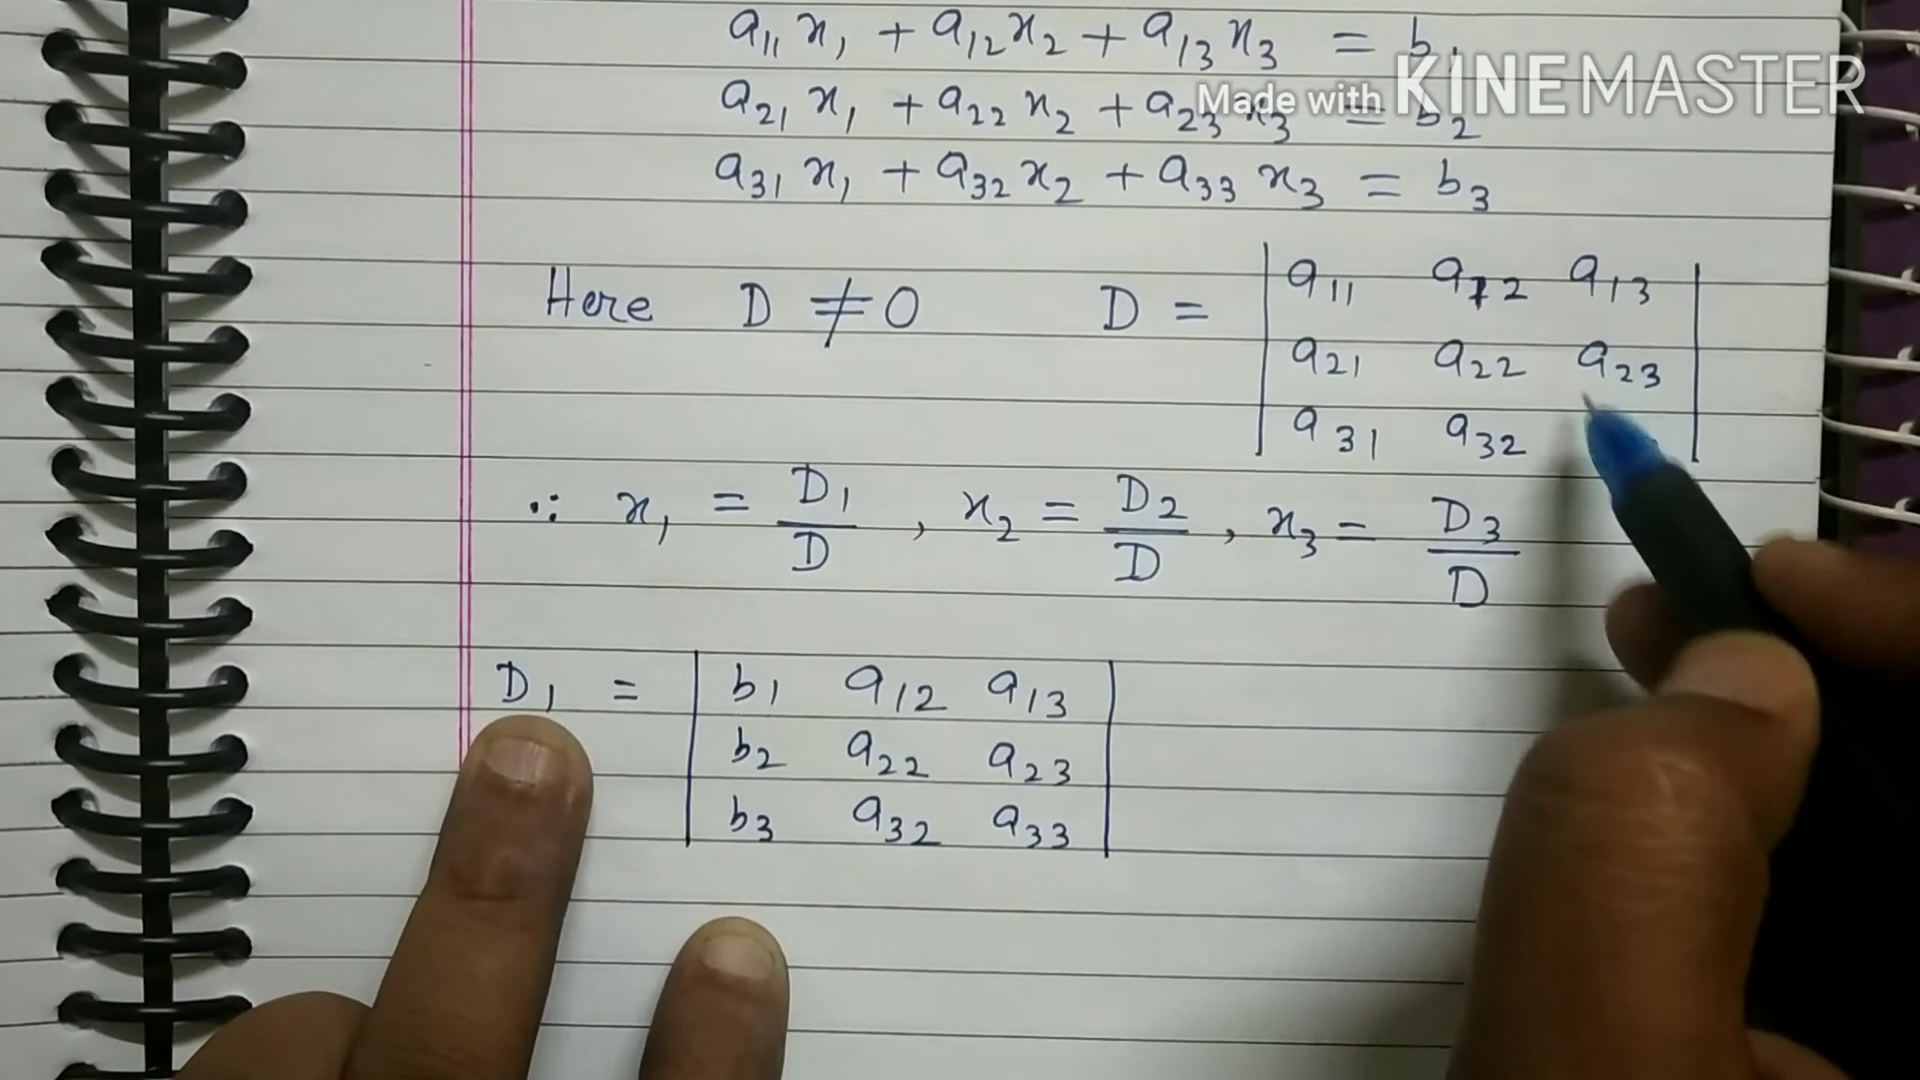 a₁₁ x₁ + a₁₂ x₂ + a₁₃ x₃ = b₁
Made with KINEMASTER
a₂₁ x₁ + a₂₂ x₂ + a₂₃ x₃ = b₂
a₃₁ x₁ + a₃₂ x₂ + a₃₃ x₃ = b₃
Here D ≠ 0 D = | a₁₁ a₁₂ a₁₃ |
| a₂₁ a₂₂ a₂₃ |
| a₃₁ a₃₂ |
∴ x₁ = D₁/D , x₂ = D₂/D , x₃ = D₃/D
D₁ = | b₁ a₁₂ a₁₃ |
| b₂ a₂₂ a₂₃ |
| b₃ a₃₂ a₃₃ |